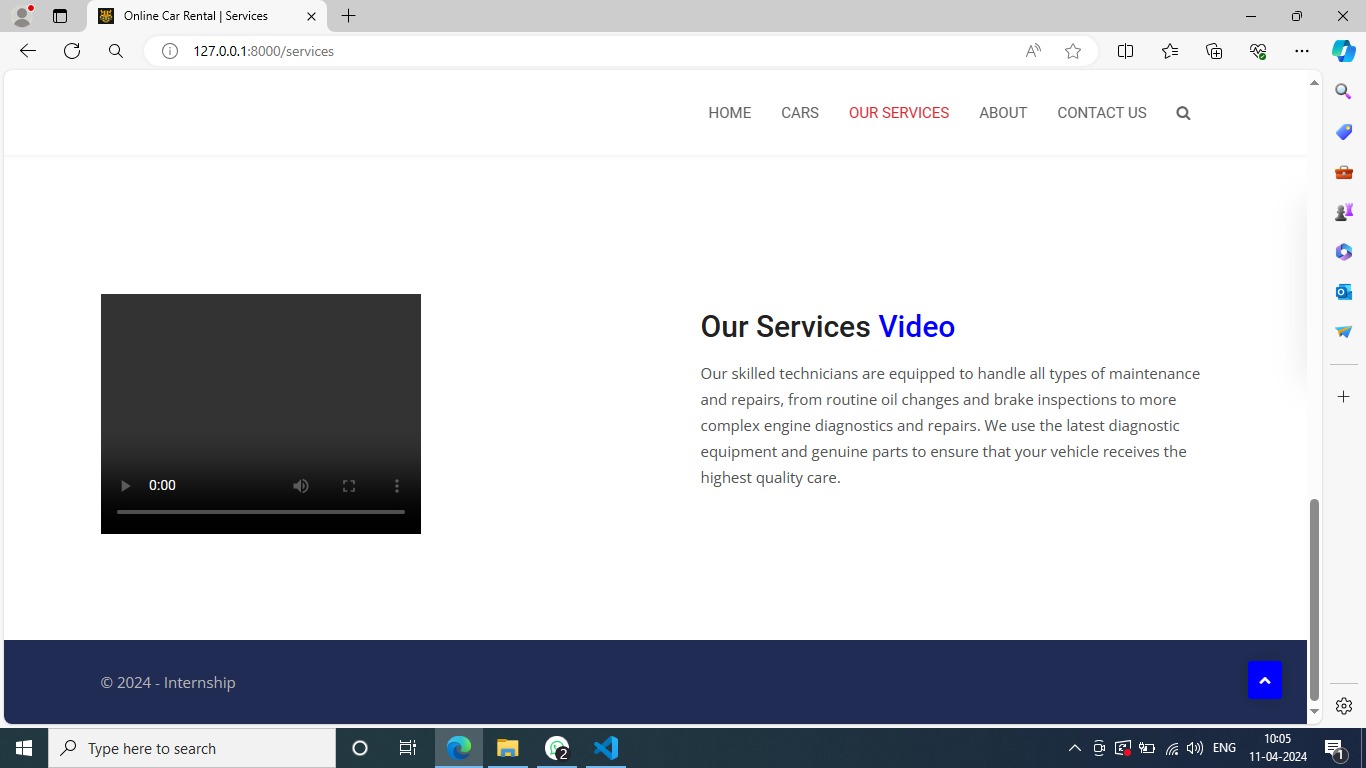 Online Car Rental | Services
127.0.0.1:8000/services
HOME CARS OUR SERVICES ABOUT CONTACT US
Our Services Video
Our skilled technicians are equipped to handle all types of maintenance
and repairs, from routine oil changes and brake inspections to more
complex engine diagnostics and repairs. We use the latest diagnostic
equipment and genuine parts to ensure that your vehicle receives the
highest quality care.
0:00
© 2024 - Internship
Type here to search
2
ENG
10:05
11-04-2024
1